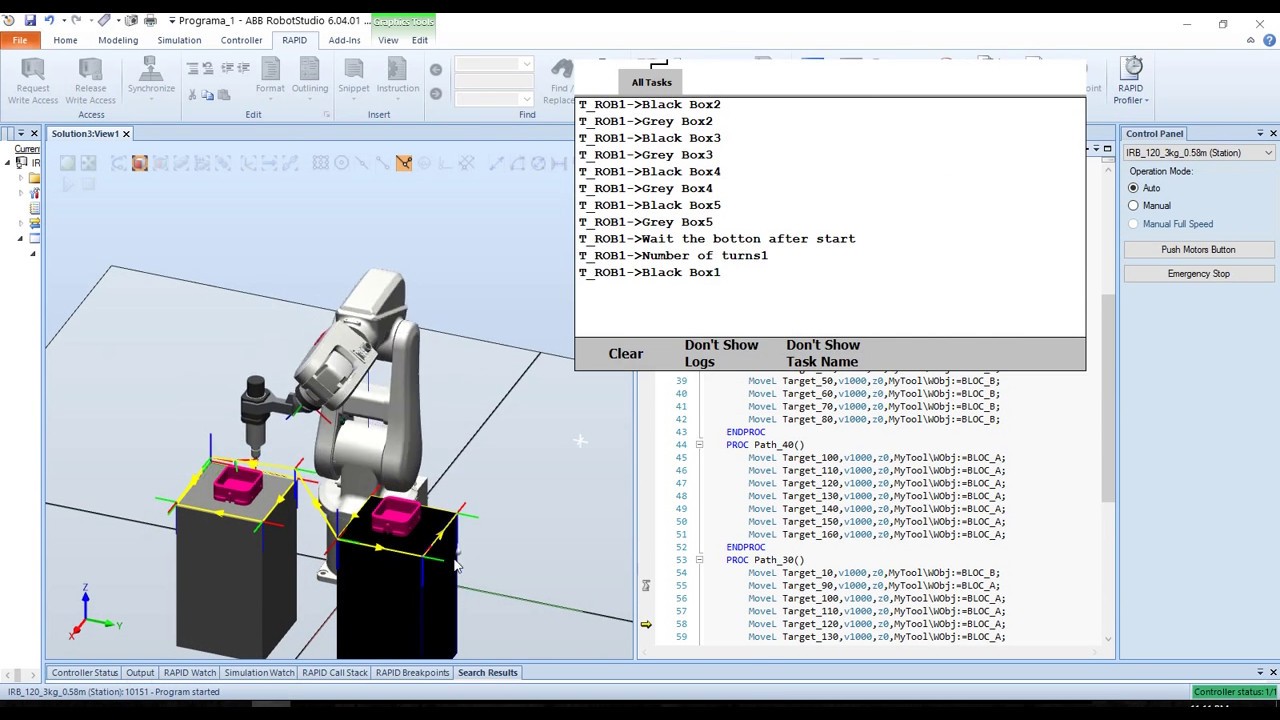 Programa_1 - ABB RobotStudio 6.04.01 ...
Graphics Tools
File Home Modeling Simulation Controller RAPID Add-Ins View Edit
Request Write Access
Release Write Access
Synchronize
Format
Outlining
Snippet
Instruction
Find / Replace
RAPID Profiler
Access Edit Insert Find
Solution3:View1
Current
IR
All Tasks
T_ROB1->Black Box2
T_ROB1->Grey Box2
T_ROB1->Black Box3
T_ROB1->Grey Box3
T_ROB1->Black Box4
T_ROB1->Grey Box4
T_ROB1->Black Box5
T_ROB1->Grey Box5
T_ROB1->Wait the botton after start
T_ROB1->Number of turns1
T_ROB1->Black Box1
Clear
Don't Show Logs
Don't Show Task Name
39 MoveL Target_50,v1000,z0,MyTool\WObj:=BLOC_B;
40 MoveL Target_60,v1000,z0,MyTool\WObj:=BLOC_B;
41 MoveL Target_70,v1000,z0,MyTool\WObj:=BLOC_B;
42 MoveL Target_80,v1000,z0,MyTool\WObj:=BLOC_B;
43 ENDPROC
44 PROC Path_40()
45 MoveL Target_100,v1000,z0,MyTool\WObj:=BLOC_A;
46 MoveL Target_110,v1000,z0,MyTool\WObj:=BLOC_A;
47 MoveL Target_120,v1000,z0,MyTool\WObj:=BLOC_A;
48 MoveL Target_130,v1000,z0,MyTool\WObj:=BLOC_A;
49 MoveL Target_140,v1000,z0,MyTool\WObj:=BLOC_A;
50 MoveL Target_150,v1000,z0,MyTool\WObj:=BLOC_A;
51 MoveL Target_160,v1000,z0,MyTool\WObj:=BLOC_A;
52 ENDPROC
53 PROC Path_30()
54 MoveL Target_10,v1000,z0,MyTool\WObj:=BLOC_B;
55 MoveL Target_90,v1000,z0,MyTool\WObj:=BLOC_A;
56 MoveL Target_100,v1000,z0,MyTool\WObj:=BLOC_A;
57 MoveL Target_110,v1000,z0,MyTool\WObj:=BLOC_A;
58 MoveL Target_120,v1000,z0,MyTool\WObj:=BLOC_A;
59 MoveL Target_130,v1000,z0,MyTool\WObj:=BLOC_A;
Control Panel
IRB_120_3kg_0.58m (Station)
Operation Mode:
Auto
Manual
Manual Full Speed
Push Motors Button
Emergency Stop
Z
X
Y
Controller Status Output RAPID Watch Simulation Watch RAPID Call Stack RAPID Breakpoints Search Results
IRB_120_3kg_0.58m (Station): 10151 - Program started
Controller status: 1/1